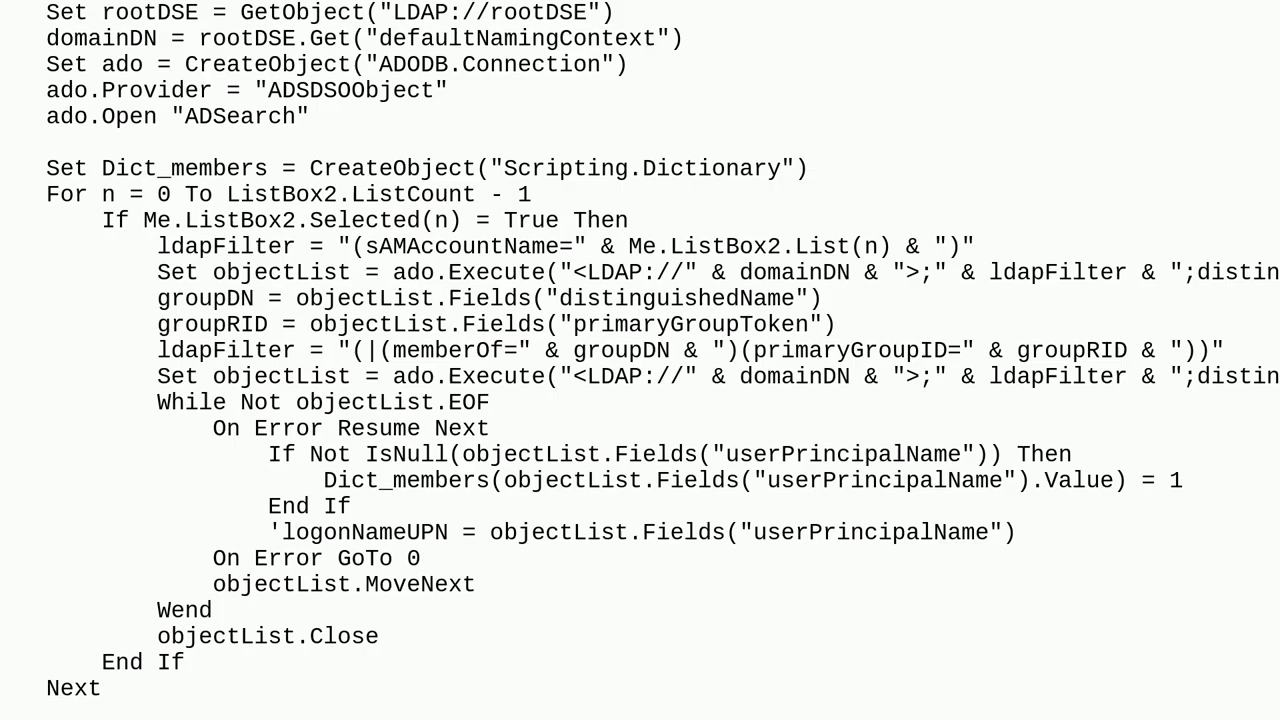 Set rootDSE = GetObject("LDAP://rootDSE")
domainDN = rootDSE.Get("defaultNamingContext")
Set ado = CreateObject("ADODB.Connection")
ado.Provider = "ADSDSOObject"
ado.Open "ADSearch"
Set Dict_members = CreateObject("Scripting.Dictionary")
For n = 0 To ListBox2.ListCount - 1
If Me.ListBox2.Selected(n) = True Then
ldapFilter = "(sAMAccountName=" & Me.ListBox2.List(n) & ")"
Set objectList = ado.Execute("<LDAP://" & domainDN & ">;" & ldapFilter & ";distin
groupDN = objectList.Fields("distinguishedName")
groupRID = objectList.Fields("primaryGroupToken")
ldapFilter = "(|(memberOf=" & groupDN & ")(primaryGroupID=" & groupRID & "))"
Set objectList = ado.Execute("<LDAP://" & domainDN & ">;" & ldapFilter & ";distin
While Not objectList.EOF
On Error Resume Next
If Not IsNull(objectList.Fields("userPrincipalName")) Then
Dict_members(objectList.Fields("userPrincipalName").Value) = 1
End If
'logonNameUPN = objectList.Fields("userPrincipalName")
On Error GoTo 0
objectList.MoveNext
Wend
objectList.Close
End If
Next